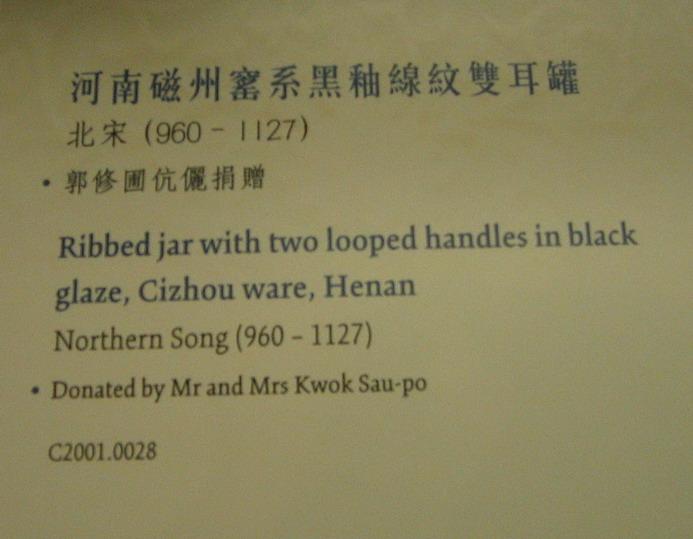 河南磁州窰系黑釉線紋雙耳罐
北宋 (960 – 1127)
• 郭修圃伉儷捐贈
Ribbed jar with two looped handles in black
glaze, Cizhou ware, Henan
Northern Song (960 – 1127)
• Donated by Mr and Mrs Kwok Sau-po
C2001.0028